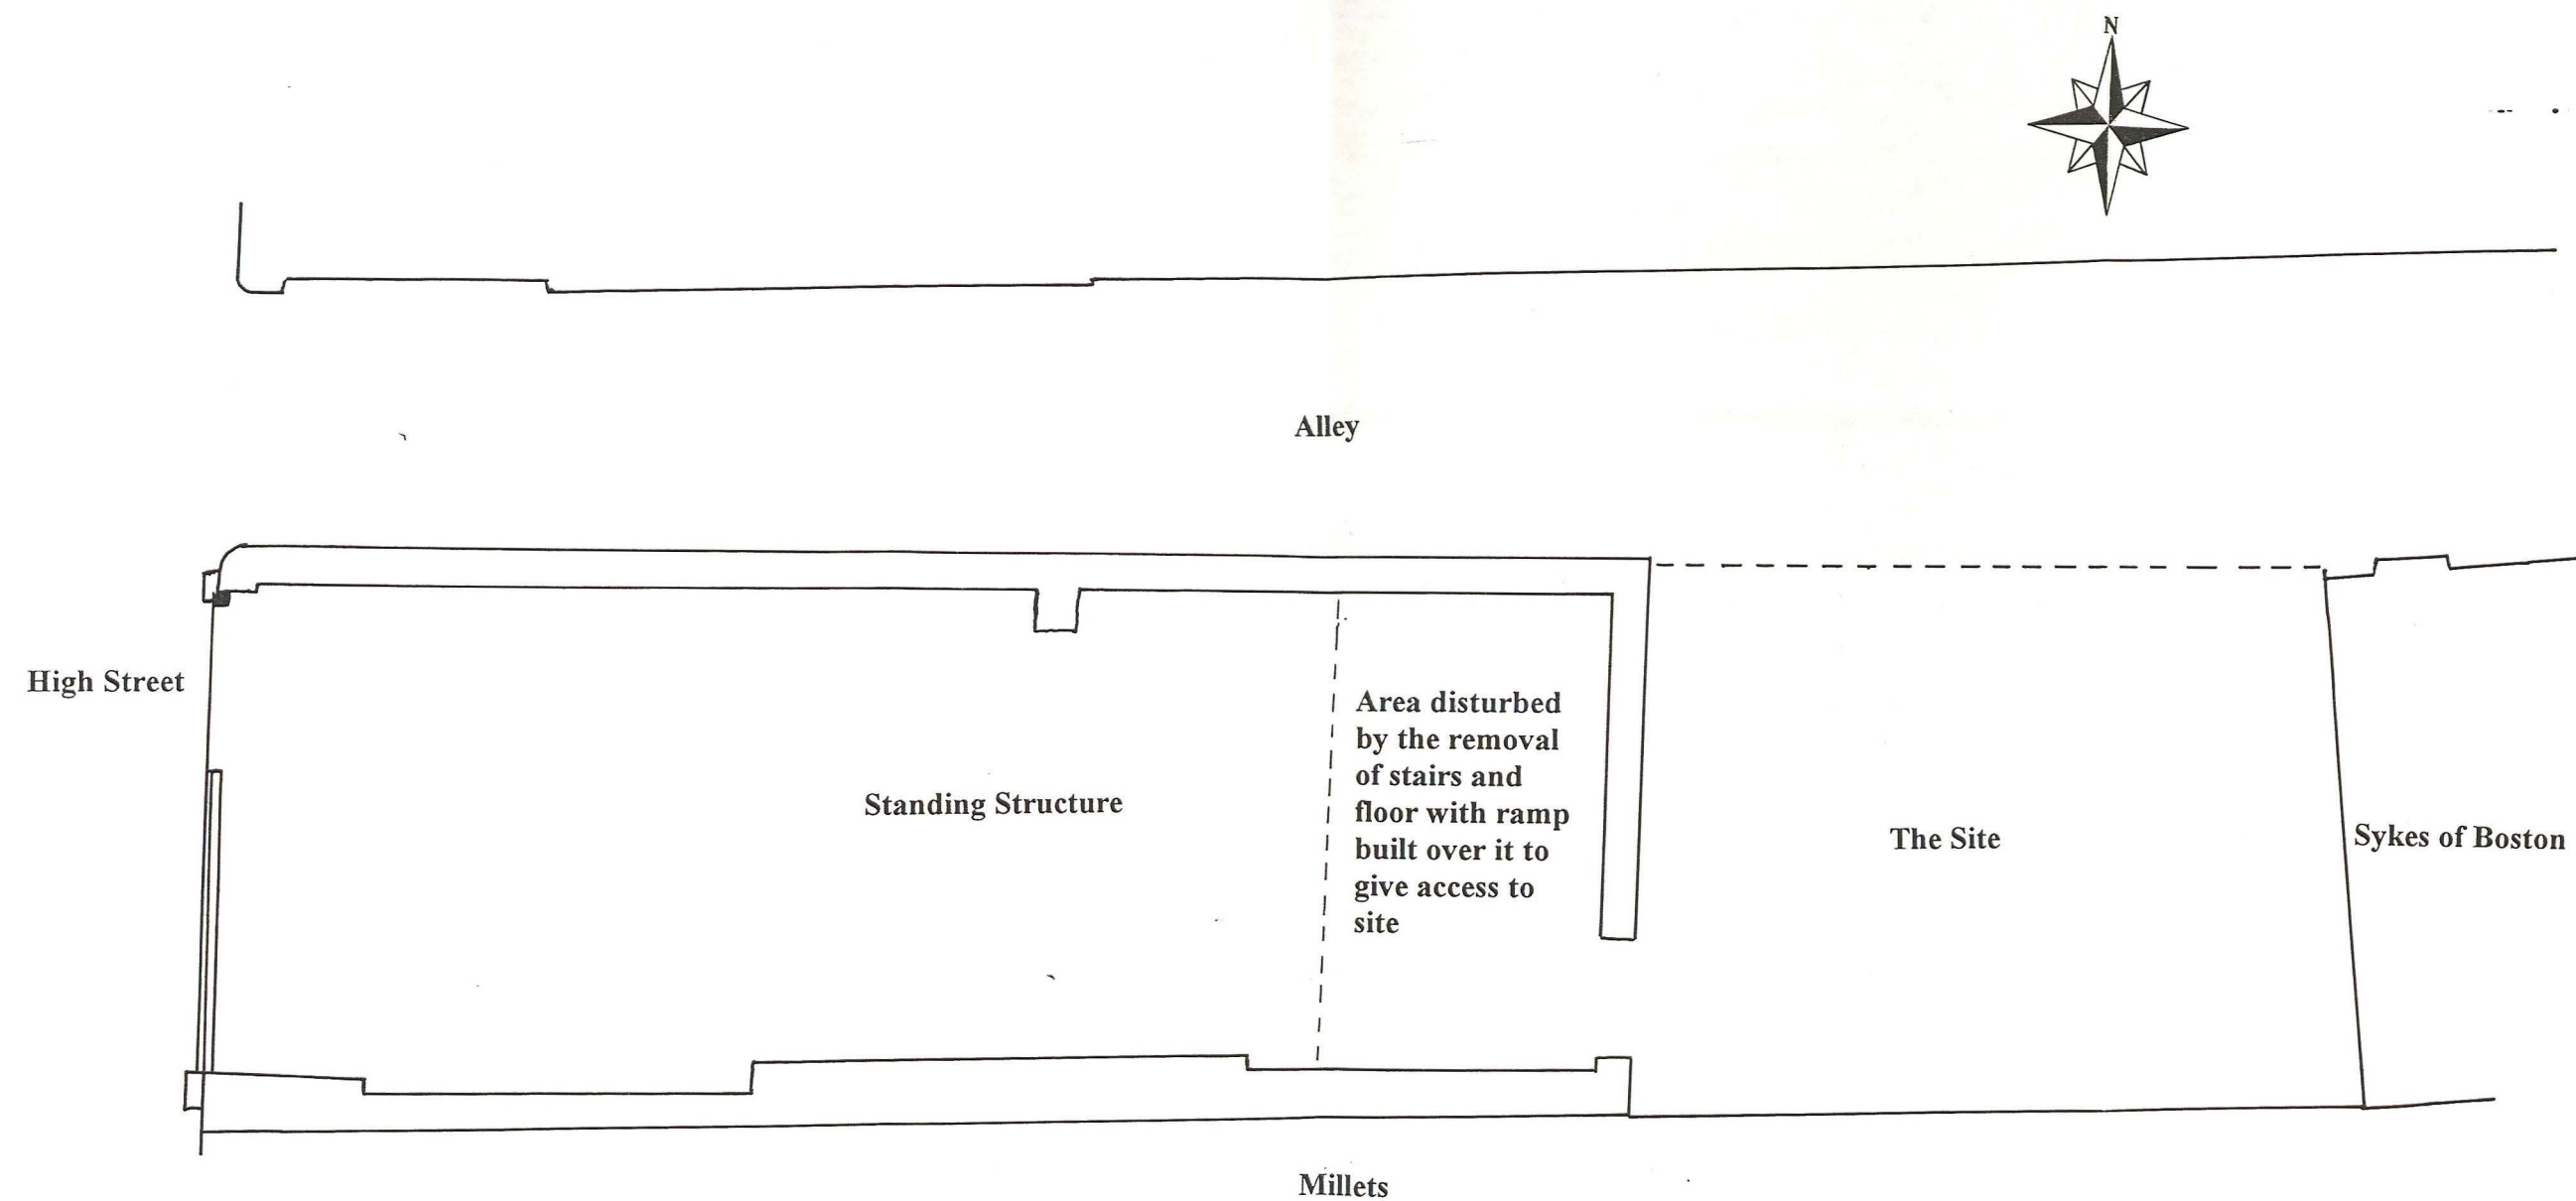 N
Alley
High Street
Standing Structure
Area disturbed
by the removal
of stairs and
floor with ramp
built over it to
give access to
site
The Site
Sykes of Boston
Millets